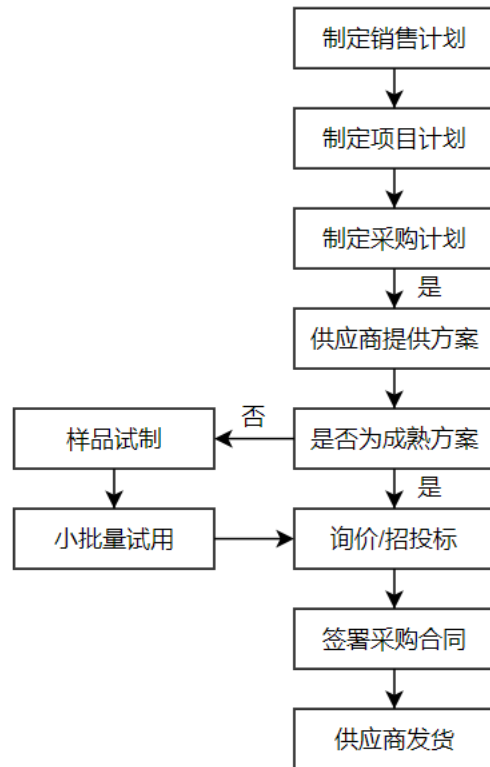 制定销售计划
制定项目计划
制定采购计划
是
供应商提供方案
否
样品试制
是否为成熟方案
是
小批量试用
询价/招投标
签署采购合同
供应商发货